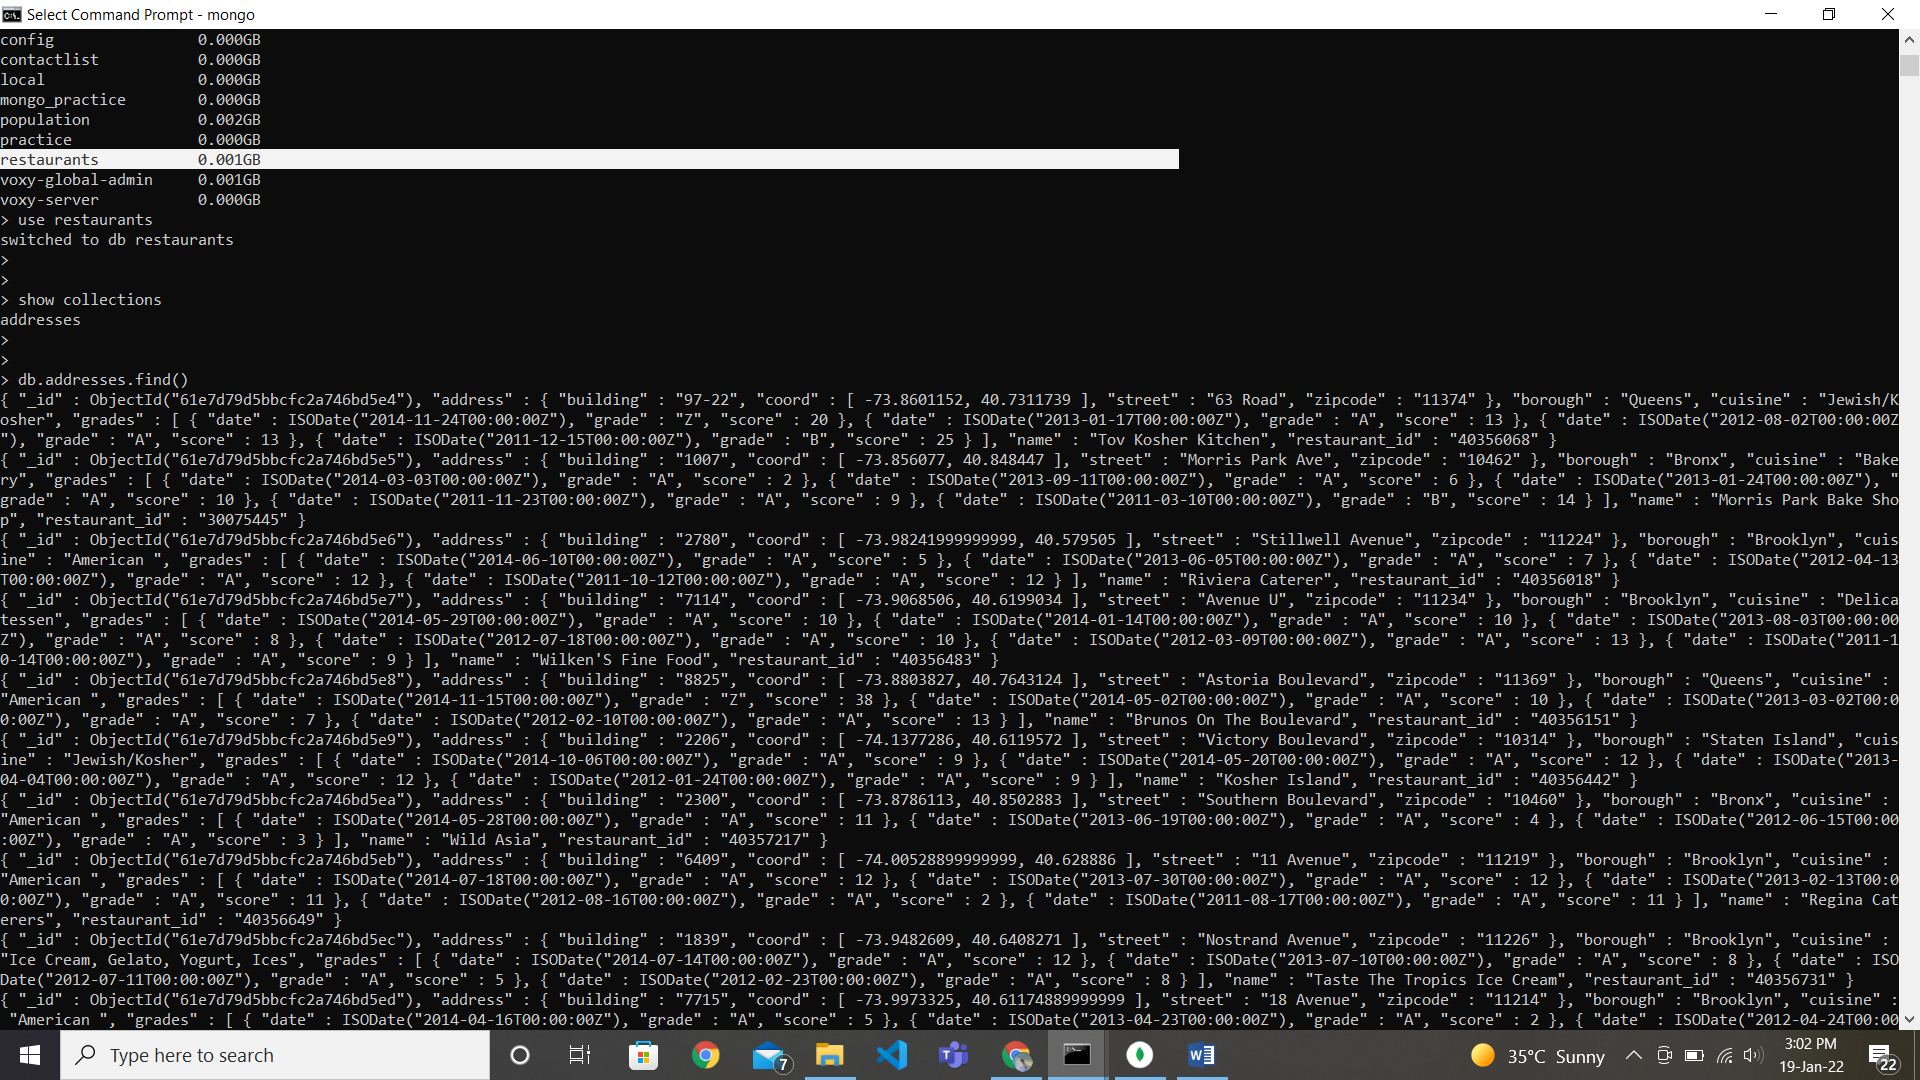 Select Command Prompt - mongo
config 0.000GB
contactlist 0.000GB
local 0.000GB
mongo_practice 0.000GB
population 0.002GB
practice 0.000GB
restaurants 0.001GB
voxy-global-admin 0.001GB
voxy-server 0.000GB
> use restaurants
switched to db restaurants
>
>
> show collections
addresses
>
>
> db.addresses.find()
{ "_id" : ObjectId("61e7d79d5bbcfc2a746bd5e4"), "address" : { "building" : "97-22", "coord" : [ -73.8601152, 40.7311739 ], "street" : "63 Road", "zipcode" : "11374" }, "borough" : "Queens", "cuisine" : "Jewish/K
osher", "grades" : [ { "date" : ISODate("2014-11-24T00:00:00Z"), "grade" : "Z", "score" : 20 }, { "date" : ISODate("2013-01-17T00:00:00Z"), "grade" : "A", "score" : 13 }, { "date" : ISODate("2012-08-02T00:00:00Z
"), "grade" : "A", "score" : 13 }, { "date" : ISODate("2011-12-15T00:00:00Z"), "grade" : "B", "score" : 25 } ], "name" : "Tov Kosher Kitchen", "restaurant_id" : "40356068" }
{ "_id" : ObjectId("61e7d79d5bbcfc2a746bd5e5"), "address" : { "building" : "1007", "coord" : [ -73.856077, 40.848447 ], "street" : "Morris Park Ave", "zipcode" : "10462" }, "borough" : "Bronx", "cuisine" : "Bake
ry", "grades" : [ { "date" : ISODate("2014-03-03T00:00:00Z"), "grade" : "A", "score" : 2 }, { "date" : ISODate("2013-09-11T00:00:00Z"), "grade" : "A", "score" : 6 }, { "date" : ISODate("2013-01-24T00:00:00Z"), "
grade" : "A", "score" : 10 }, { "date" : ISODate("2011-11-23T00:00:00Z"), "grade" : "A", "score" : 9 }, { "date" : ISODate("2011-03-10T00:00:00Z"), "grade" : "B", "score" : 14 } ], "name" : "Morris Park Bake Sho
p", "restaurant_id" : "30075445" }
{ "_id" : ObjectId("61e7d79d5bbcfc2a746bd5e6"), "address" : { "building" : "2780", "coord" : [ -73.98241999999999, 40.579505 ], "street" : "Stillwell Avenue", "zipcode" : "11224" }, "borough" : "Brooklyn", "cuis
ine" : "American ", "grades" : [ { "date" : ISODate("2014-06-10T00:00:00Z"), "grade" : "A", "score" : 5 }, { "date" : ISODate("2013-06-05T00:00:00Z"), "grade" : "A", "score" : 7 }, { "date" : ISODate("2012-04-13
T00:00:00Z"), "grade" : "A", "score" : 12 }, { "date" : ISODate("2011-10-12T00:00:00Z"), "grade" : "A", "score" : 12 } ], "name" : "Riviera Caterer", "restaurant_id" : "40356018" }
{ "_id" : ObjectId("61e7d79d5bbcfc2a746bd5e7"), "address" : { "building" : "7114", "coord" : [ -73.9068506, 40.6199034 ], "street" : "Avenue U", "zipcode" : "11234" }, "borough" : "Brooklyn", "cuisine" : "Delica
tessen", "grades" : [ { "date" : ISODate("2014-05-29T00:00:00Z"), "grade" : "A", "score" : 10 }, { "date" : ISODate("2014-01-14T00:00:00Z"), "grade" : "A", "score" : 10 }, { "date" : ISODate("2013-08-03T00:00:00
Z"), "grade" : "A", "score" : 8 }, { "date" : ISODate("2012-07-18T00:00:00Z"), "grade" : "A", "score" : 10 }, { "date" : ISODate("2012-03-09T00:00:00Z"), "grade" : "A", "score" : 13 }, { "date" : ISODate("2011-1
0-14T00:00:00Z"), "grade" : "A", "score" : 9 } ], "name" : "Wilken'S Fine Food", "restaurant_id" : "40356483" }
{ "_id" : ObjectId("61e7d79d5bbcfc2a746bd5e8"), "address" : { "building" : "8825", "coord" : [ -73.8803827, 40.7643124 ], "street" : "Astoria Boulevard", "zipcode" : "11369" }, "borough" : "Queens", "cuisine" :
"American ", "grades" : [ { "date" : ISODate("2014-11-15T00:00:00Z"), "grade" : "Z", "score" : 38 }, { "date" : ISODate("2014-05-02T00:00:00Z"), "grade" : "A", "score" : 10 }, { "date" : ISODate("2013-03-02T00:0
0:00Z"), "grade" : "A", "score" : 7 }, { "date" : ISODate("2012-02-10T00:00:00Z"), "grade" : "A", "score" : 13 } ], "name" : "Brunos On The Boulevard", "restaurant_id" : "40356151" }
{ "_id" : ObjectId("61e7d79d5bbcfc2a746bd5e9"), "address" : { "building" : "2206", "coord" : [ -74.1377286, 40.6119572 ], "street" : "Victory Boulevard", "zipcode" : "10314" }, "borough" : "Staten Island", "cuis
ine" : "Jewish/Kosher", "grades" : [ { "date" : ISODate("2014-10-06T00:00:00Z"), "grade" : "A", "score" : 9 }, { "date" : ISODate("2014-05-20T00:00:00Z"), "grade" : "A", "score" : 12 }, { "date" : ISODate("2013-
04-04T00:00:00Z"), "grade" : "A", "score" : 12 }, { "date" : ISODate("2012-01-24T00:00:00Z"), "grade" : "A", "score" : 9 } ], "name" : "Kosher Island", "restaurant_id" : "40356442" }
{ "_id" : ObjectId("61e7d79d5bbcfc2a746bd5ea"), "address" : { "building" : "2300", "coord" : [ -73.8786113, 40.8502883 ], "street" : "Southern Boulevard", "zipcode" : "10460" }, "borough" : "Bronx", "cuisine" :
"American ", "grades" : [ { "date" : ISODate("2014-05-28T00:00:00Z"), "grade" : "A", "score" : 11 }, { "date" : ISODate("2013-06-19T00:00:00Z"), "grade" : "A", "score" : 4 }, { "date" : ISODate("2012-06-15T00:00
:00Z"), "grade" : "A", "score" : 3 } ], "name" : "Wild Asia", "restaurant_id" : "40357217" }
{ "_id" : ObjectId("61e7d79d5bbcfc2a746bd5eb"), "address" : { "building" : "6409", "coord" : [ -74.00528899999999, 40.628886 ], "street" : "11 Avenue", "zipcode" : "11219" }, "borough" : "Brooklyn", "cuisine" :
"American ", "grades" : [ { "date" : ISODate("2014-07-18T00:00:00Z"), "grade" : "A", "score" : 12 }, { "date" : ISODate("2013-07-30T00:00:00Z"), "grade" : "A", "score" : 12 }, { "date" : ISODate("2013-02-13T00:0
0:00Z"), "grade" : "A", "score" : 11 }, { "date" : ISODate("2012-08-16T00:00:00Z"), "grade" : "A", "score" : 2 }, { "date" : ISODate("2011-08-17T00:00:00Z"), "grade" : "A", "score" : 11 } ], "name" : "Regina Cat
erers", "restaurant_id" : "40356649" }
{ "_id" : ObjectId("61e7d79d5bbcfc2a746bd5ec"), "address" : { "building" : "1839", "coord" : [ -73.9482609, 40.6408271 ], "street" : "Nostrand Avenue", "zipcode" : "11226" }, "borough" : "Brooklyn", "cuisine" :
"Ice Cream, Gelato, Yogurt, Ices", "grades" : [ { "date" : ISODate("2014-07-14T00:00:00Z"), "grade" : "A", "score" : 12 }, { "date" : ISODate("2013-07-10T00:00:00Z"), "grade" : "A", "score" : 8 }, { "date" : ISO
Date("2012-07-11T00:00:00Z"), "grade" : "A", "score" : 5 }, { "date" : ISODate("2012-02-23T00:00:00Z"), "grade" : "A", "score" : 8 } ], "name" : "Taste The Tropics Ice Cream", "restaurant_id" : "40356731" }
{ "_id" : ObjectId("61e7d79d5bbcfc2a746bd5ed"), "address" : { "building" : "7715", "coord" : [ -73.9973325, 40.61174889999999 ], "street" : "18 Avenue", "zipcode" : "11214" }, "borough" : "Brooklyn", "cuisine" :
"American ", "grades" : [ { "date" : ISODate("2014-04-16T00:00:00Z"), "grade" : "A", "score" : 5 }, { "date" : ISODate("2013-04-23T00:00:00Z"), "grade" : "A", "score" : 2 }, { "date" : ISODate("2012-04-24T00:00
Type here to search
7
35°C Sunny
3:02 PM
19-Jan-22
22